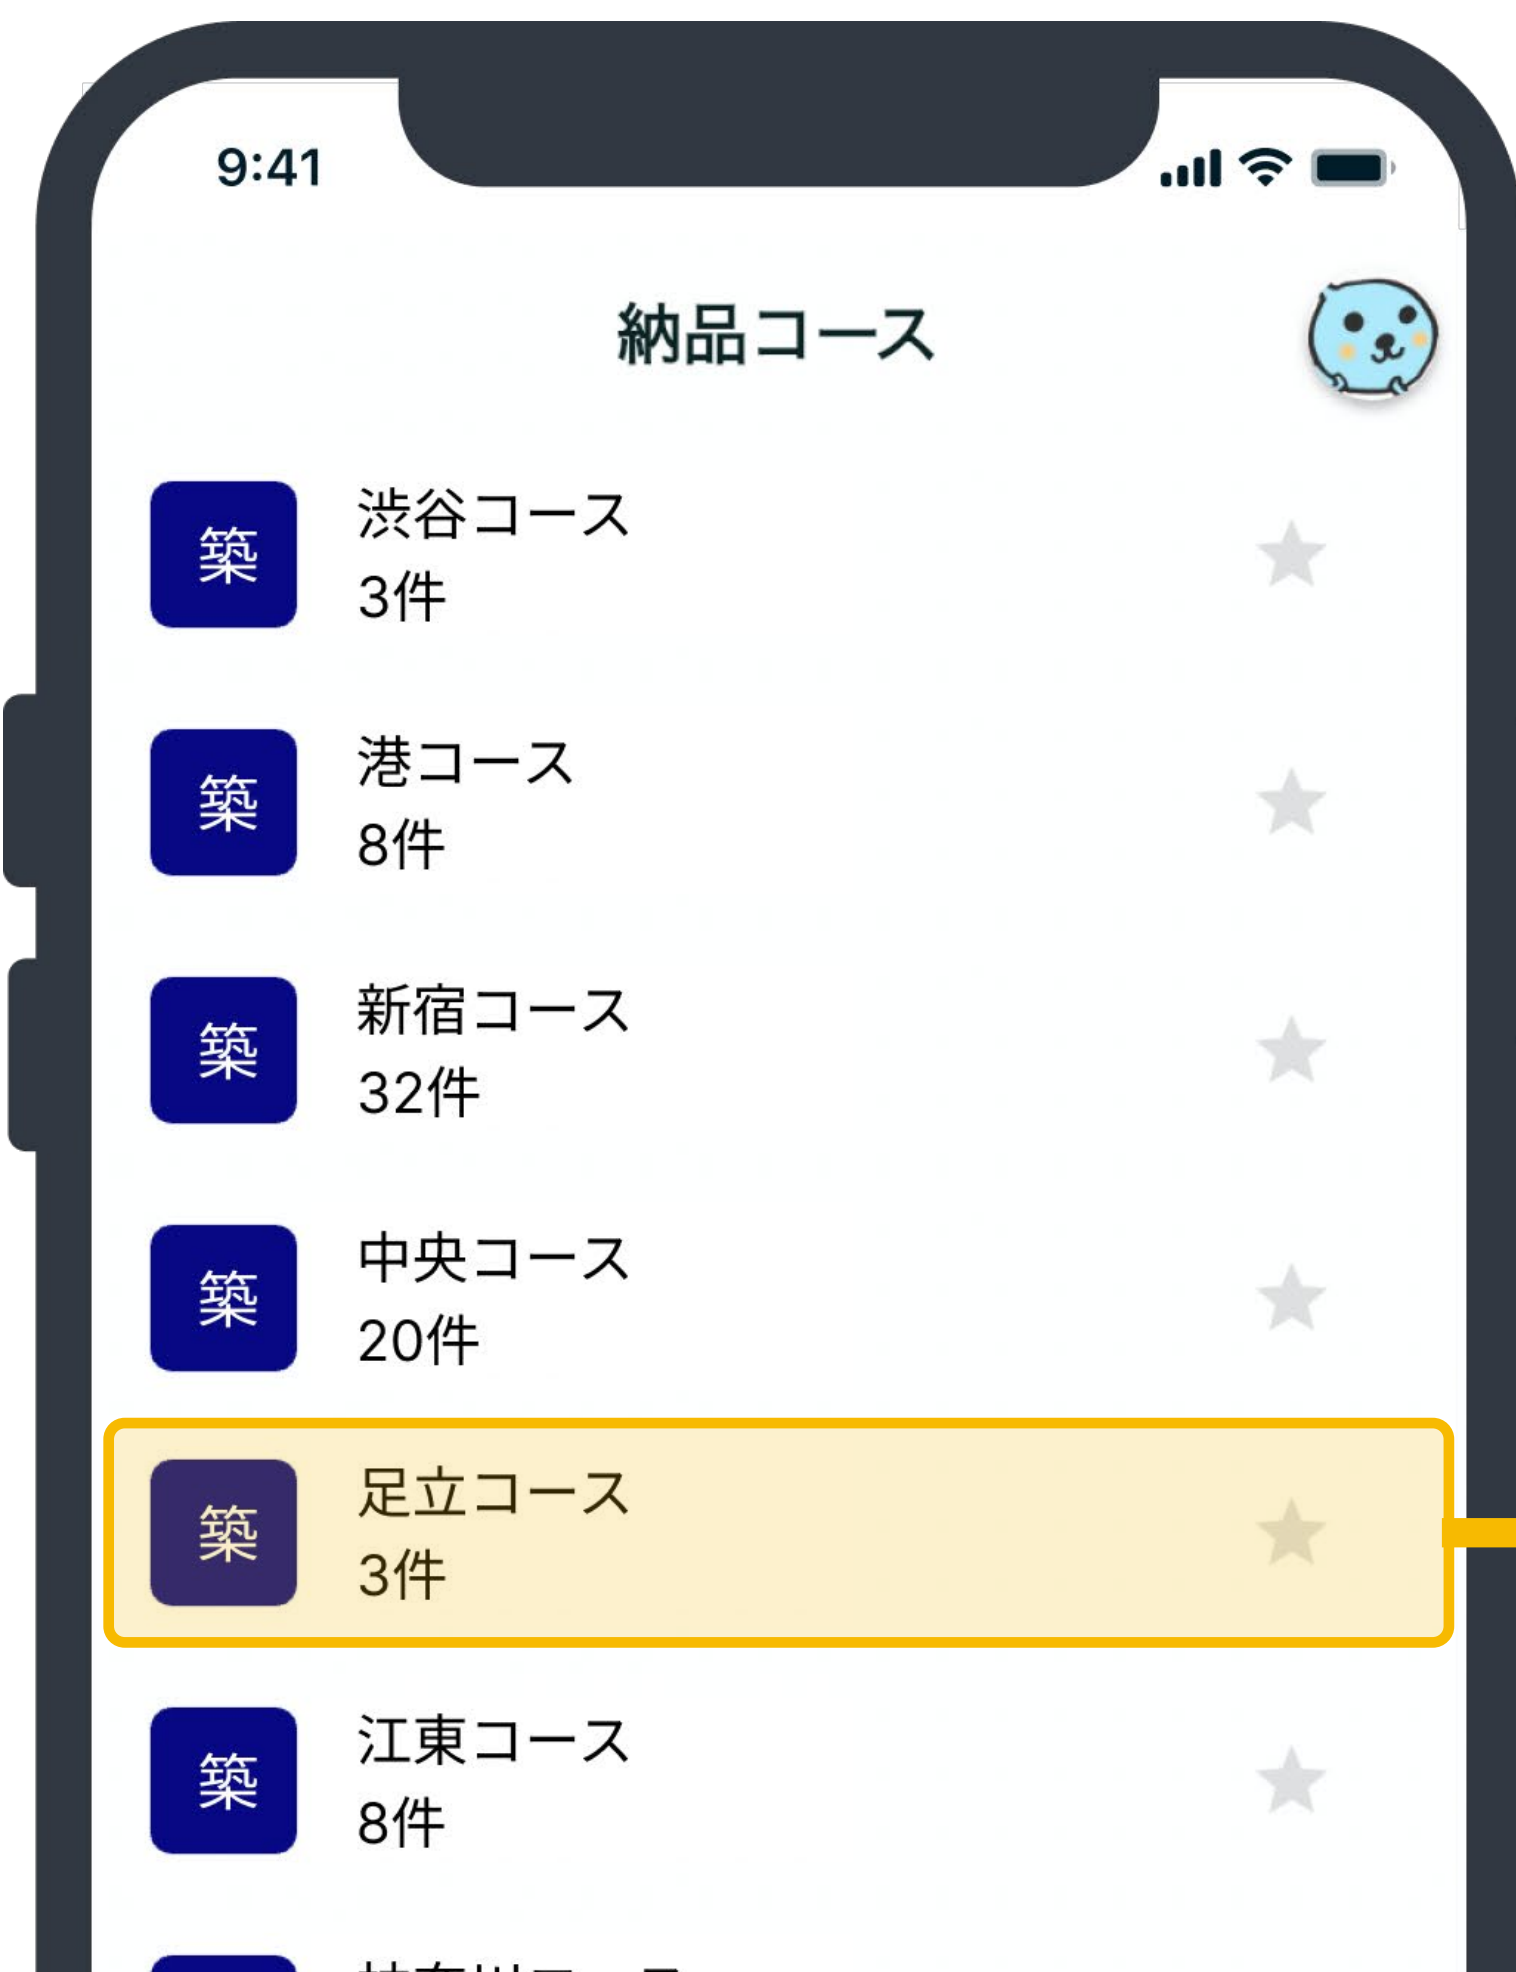 9:41
納品コース
築
渋谷コース
3件
築
港コース
8件
築
新宿コース
32件
築
中央コース
20件
築
足立コース
3件
築
江東コース
8件